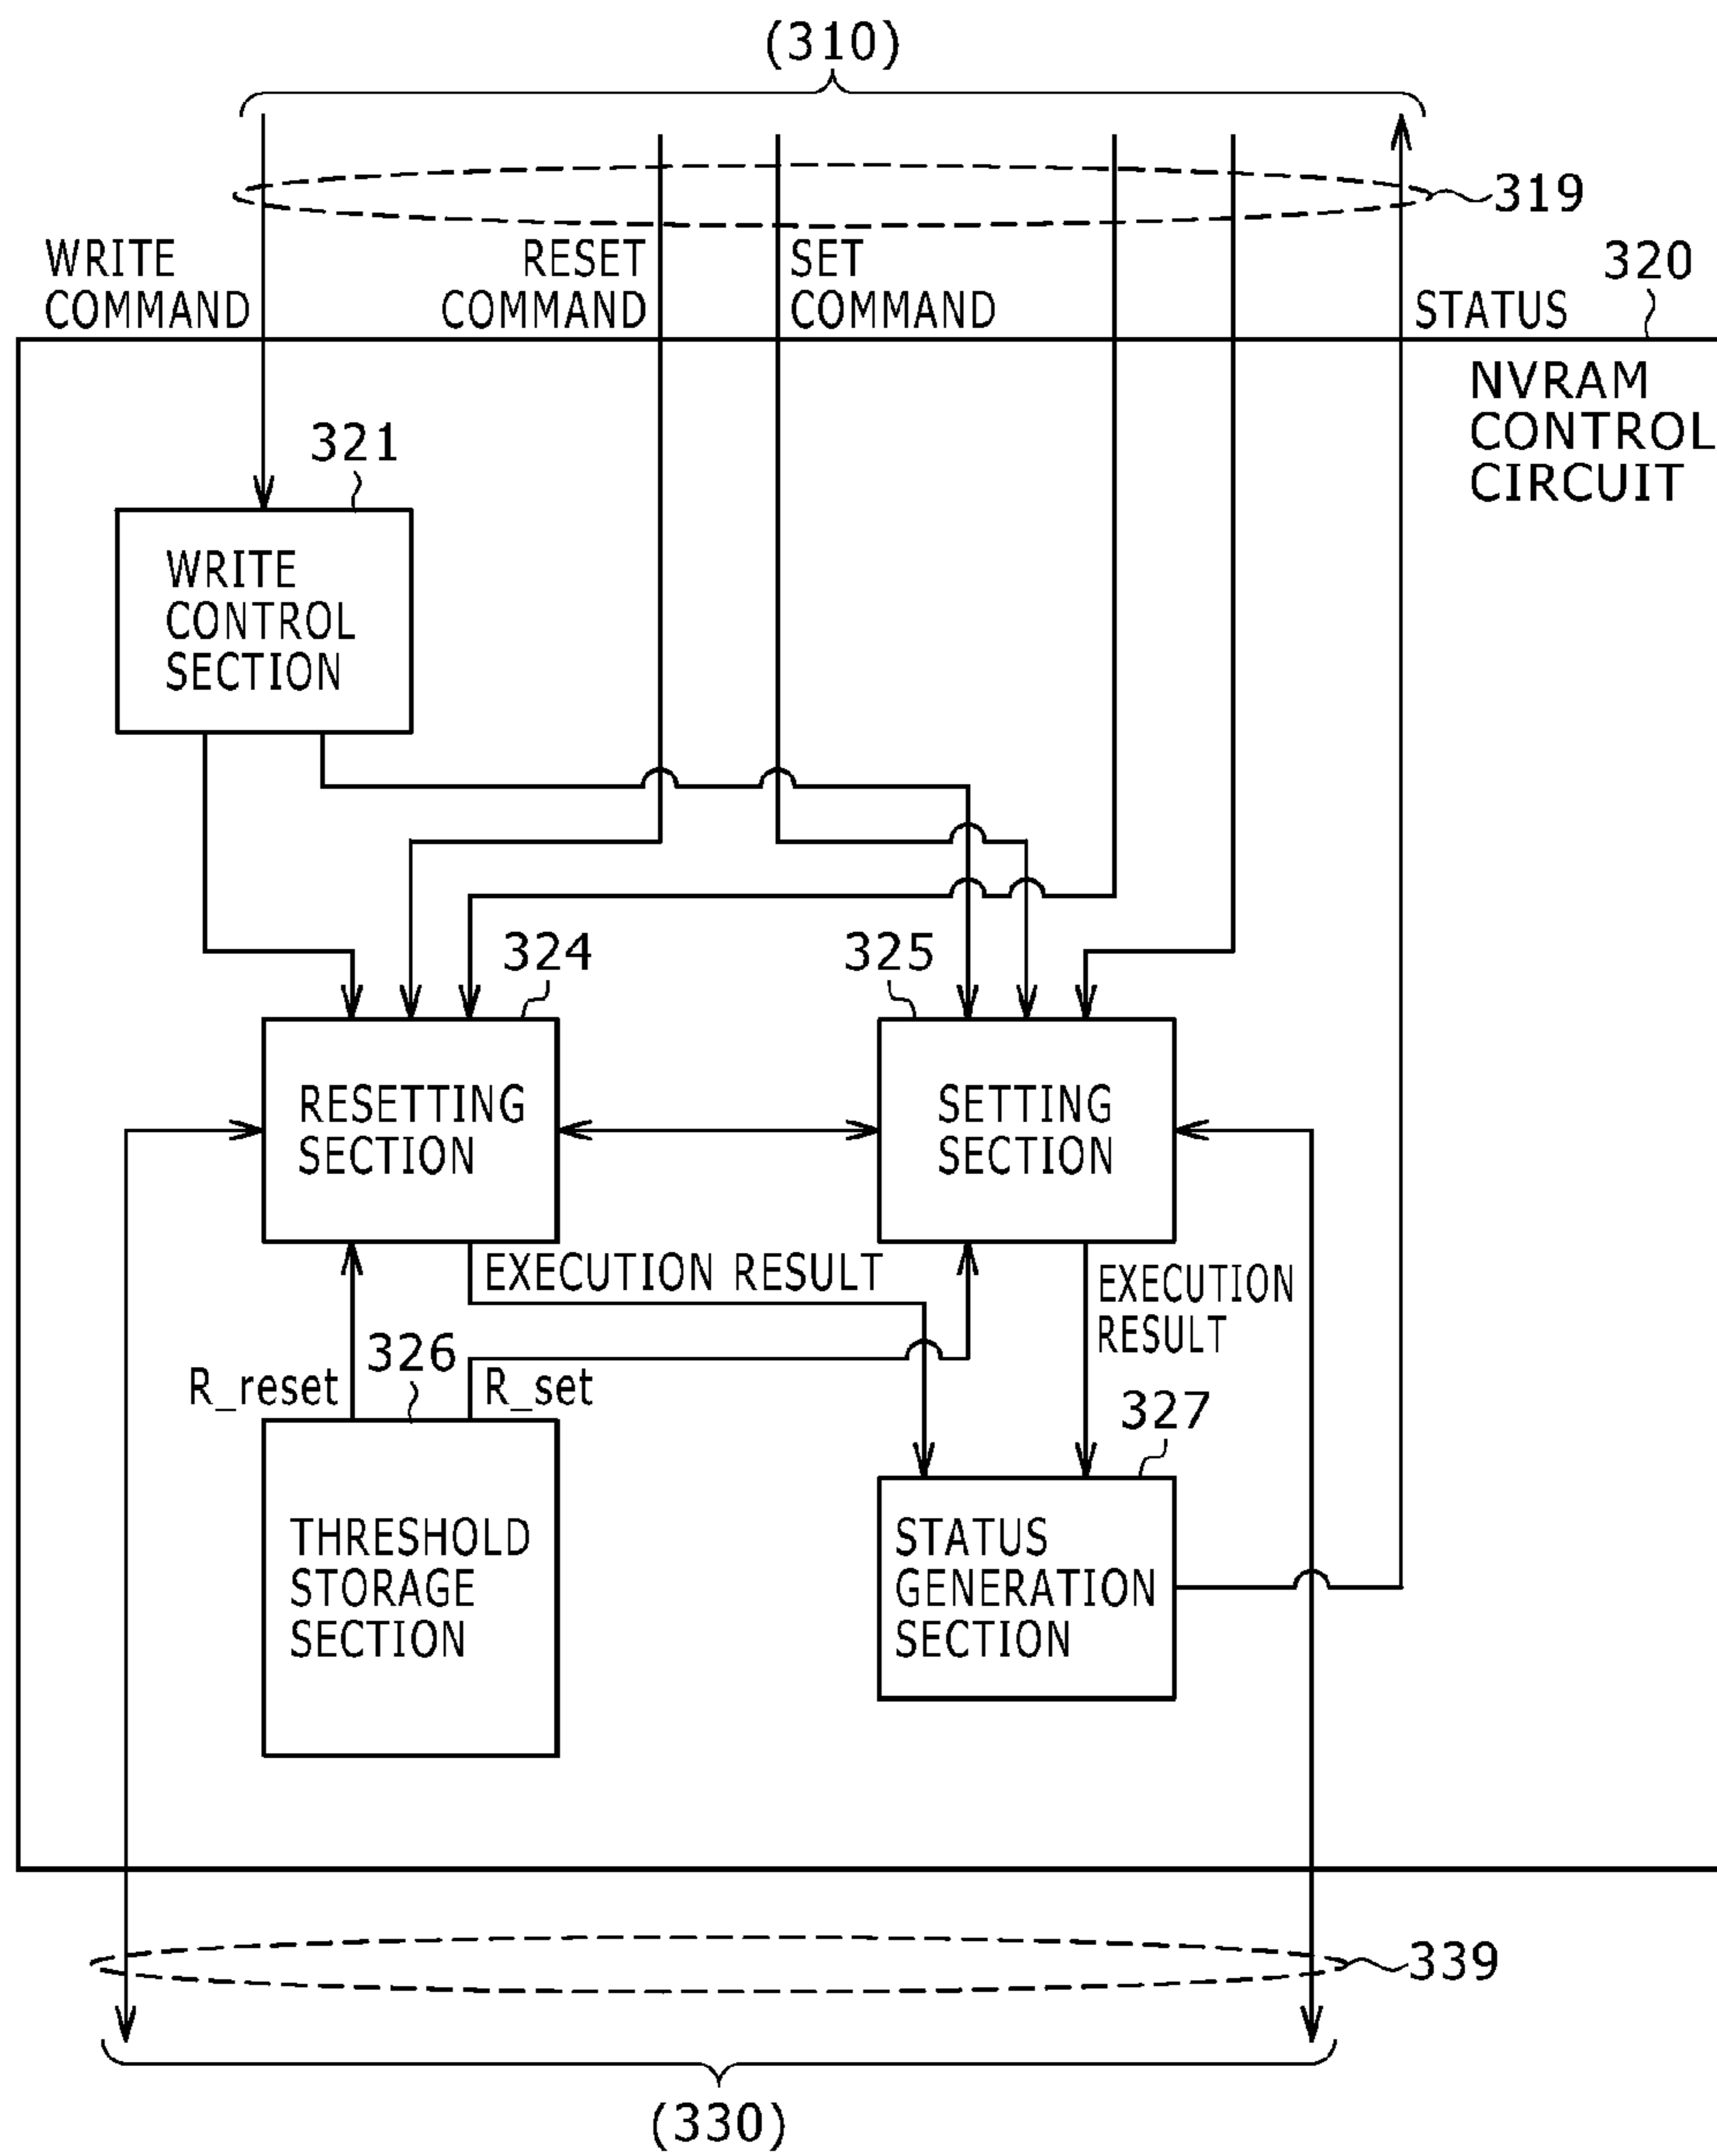 (310)
319
WRITE
COMMAND
RESET
COMMAND
SET
COMMAND
STATUS
320
NVRAM
CONTROL
CIRCUIT
321
WRITE
CONTROL
SECTION
324
325
RESETTING
SECTION
SETTING
SECTION
EXECUTION RESULT
EXECUTION
RESULT
326
R_reset
R_set
327
THRESHOLD
STORAGE
SECTION
STATUS
GENERATION
SECTION
339
(330)